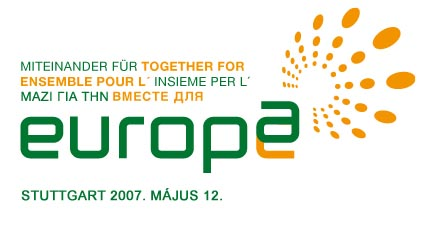 MITEINANDER FÜR TOGETHER FOR
ENSEMBLE POUR L´ INSIEME PER L´
ΜΑΖΙ ΓΙΑ ΤΗΝ ВМЕСТЕ ДЛЯ
europa
STUTTGART 2007. MÁJUS 12.